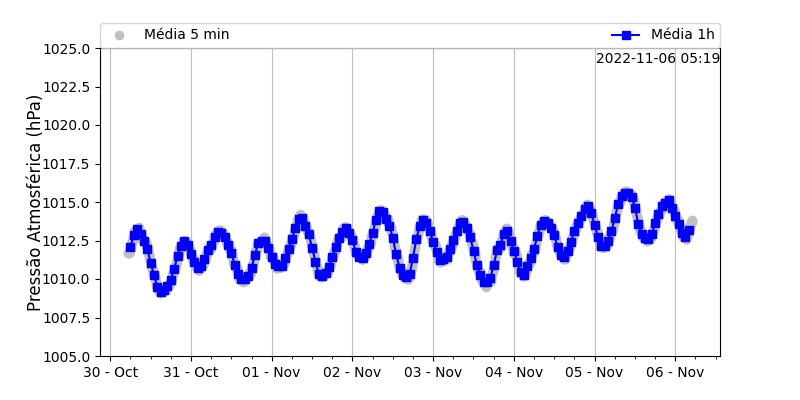 Média 5 min
Média 1h
2022-11-06 05:19
Pressão Atmosférica (hPa)
1025.0
1022.5
1020.0
1017.5
1015.0
1012.5
1010.0
1007.5
1005.0
30 - Oct 31 - Oct 01 - Nov 02 - Nov 03 - Nov 04 - Nov 05 - Nov 06 - Nov